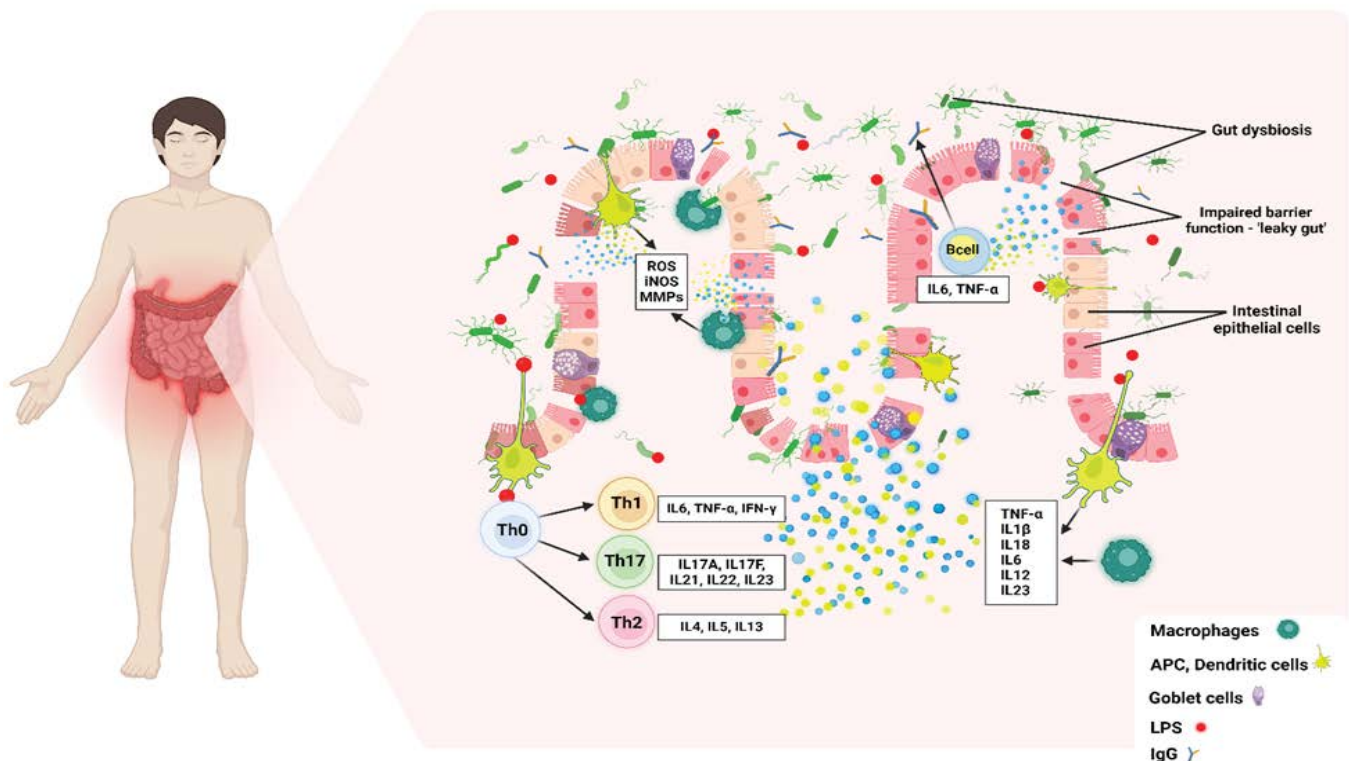 Gut dysbiosis
Impaired barrier
function - 'leaky gut'
Bcell
IL6, TNF-α
ROS
iNOS
MMPs
Intestinal
epithelial cells
Th0
Th1
IL6, TNF-α, IFN-γ
Th17
IL17A, IL17F,
IL21, IL22, IL23
Th2
IL4, IL5, IL13
TNF-α
IL1β
IL18
IL6
IL12
IL23
Macrophages
APC, Dendritic cells
Goblet cells
LPS
IgG